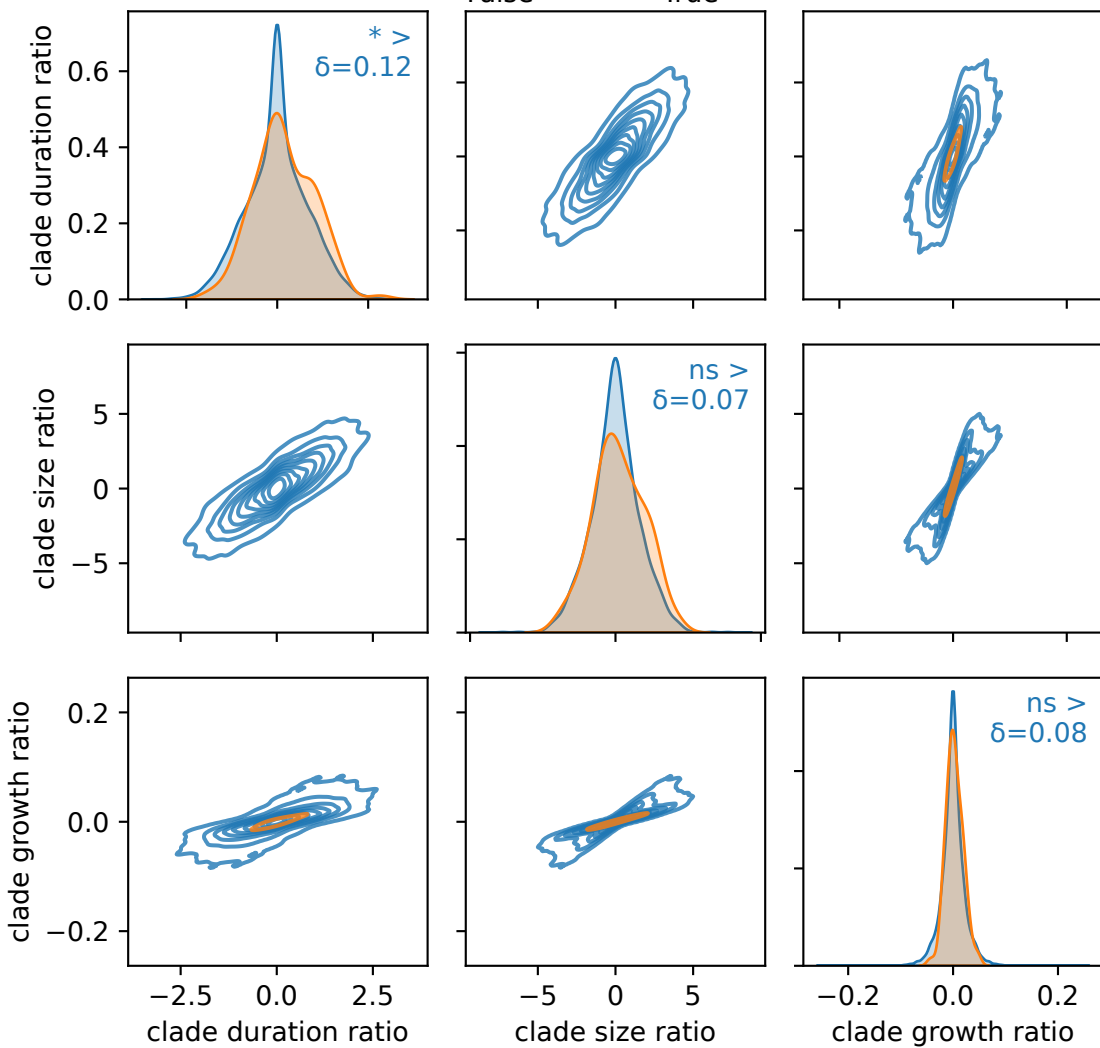 clade duration ratio
0.6
0.4
0.2
0.0
* >
δ=0.12
clade size ratio
5
0
−5
ns >
δ=0.07
clade growth ratio
0.2
0.0
−0.2
ns >
δ=0.08
−2.5 0.0 2.5
−5 0 5
−0.2 0.0 0.2
clade duration ratio
clade size ratio
clade growth ratio